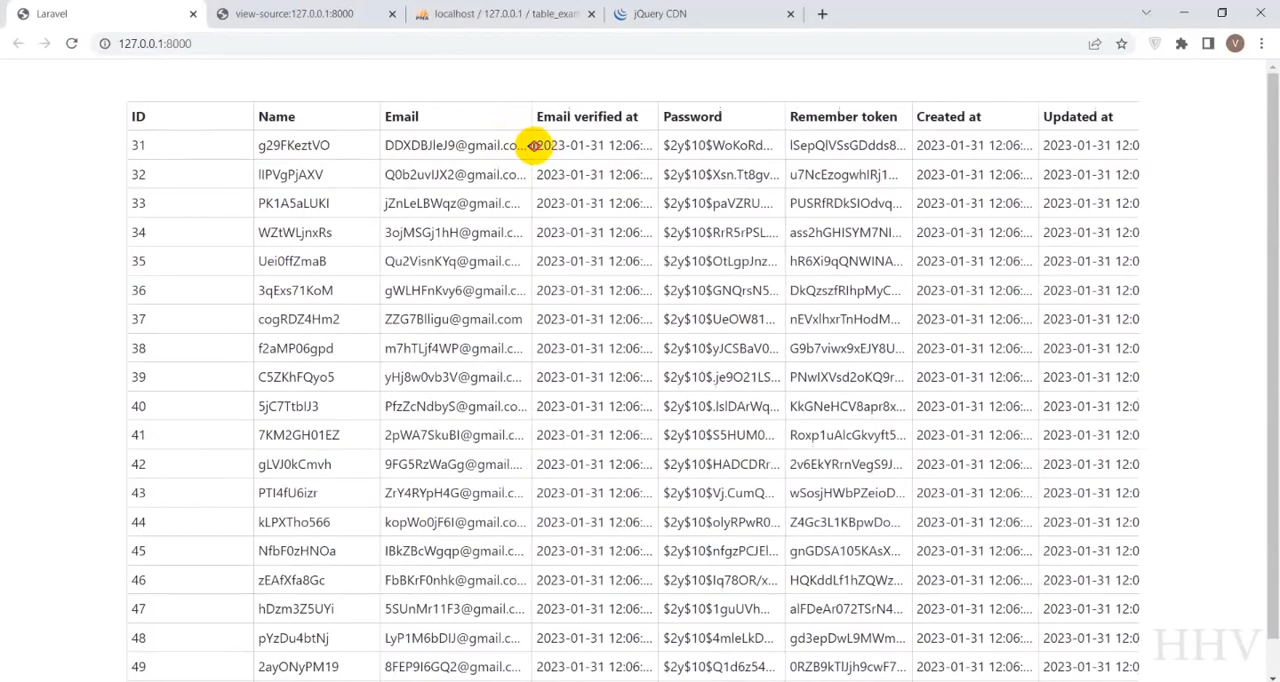 Laravel
view-source:127.0.0.1:8000
localhost / 127.0.0.1 / table_exam
jQuery CDN
127.0.0.1:8000
V
ID Name Email Email verified at Password Remember token Created at Updated at
31 g29FKeztVO DDXDBJleJ9@gmail.co... 2023-01-31 12:06:... $2y$10$WoKoRd... lSepQlVSsGDdds8... 2023-01-31 12:06:... 2023-01-31 12:0
32 lIPVgPjAXV Q0b2uvIJX2@gmail.co... 2023-01-31 12:06:... $2y$10$Xsn.Tt8gv... u7NcEzogwhIRj1... 2023-01-31 12:06:... 2023-01-31 12:0
33 PK1A5aLUKI jZnLeLBWqz@gmail.c... 2023-01-31 12:06:... $2y$10$paVZRU.... PUSRfRDkSIOdvq... 2023-01-31 12:06:... 2023-01-31 12:0
34 WZtWLjnxRs 3ojMSGj1hH@gmail.c... 2023-01-31 12:06:... $2y$10$RrR5rPSL.... ass2hGHISYM7NI... 2023-01-31 12:06:... 2023-01-31 12:0
35 Uei0ffZmaB Qu2VisnKYq@gmail.c... 2023-01-31 12:06:... $2y$10$OtLgpJnz... hR6Xi9qQNWINA... 2023-01-31 12:06:... 2023-01-31 12:0
36 3qExs71KoM gWLHFnKvy6@gmail.c... 2023-01-31 12:06:... $2y$10$GNQrsN5... DkQzszfRIhpMyC... 2023-01-31 12:06:... 2023-01-31 12:0
37 cogRDZ4Hm2 ZZG7Blligu@gmail.com 2023-01-31 12:06:... $2y$10$UeOW81... nEVxlhxrTnHodM... 2023-01-31 12:06:... 2023-01-31 12:0
38 f2aMP06gpd m7hTLjf4WP@gmail.c... 2023-01-31 12:06:... $2y$10$yJCSBaV0... G9b7viwx9xEJY8U... 2023-01-31 12:06:... 2023-01-31 12:0
39 C5ZKhFQyo5 yHj8w0vb3V@gmail.c... 2023-01-31 12:06:... $2y$10$.je9O21LS... PNwIXVsd2oKQ9r... 2023-01-31 12:06:... 2023-01-31 12:0
40 5jC7TtbIJ3 PfzZcNdbyS@gmail.co... 2023-01-31 12:06:... $2y$10$.lslDArWq... KkGNeHCV8apr8x... 2023-01-31 12:06:... 2023-01-31 12:0
41 7KM2GH01EZ 2pWA7SkuBI@gmail.c... 2023-01-31 12:06:... $2y$10$S5HUM0... Roxp1uAlcGkvyft5... 2023-01-31 12:06:... 2023-01-31 12:0
42 gLVJ0kCmvh 9FG5RzWaGg@gmail.... 2023-01-31 12:06:... $2y$10$HADCDRr... 2v6EkYRrnVegS9J... 2023-01-31 12:06:... 2023-01-31 12:0
43 PTI4fU6izr ZrY4RYpH4G@gmail.c... 2023-01-31 12:06:... $2y$10$Vj.CumQ... wSosjHWbPZeioD... 2023-01-31 12:06:... 2023-01-31 12:0
44 kLPXTho566 kopWo0jF6I@gmail.co... 2023-01-31 12:06:... $2y$10$olyRPwR0... Z4Gc3L1KBpwDo... 2023-01-31 12:06:... 2023-01-31 12:0
45 NfbF0zHNOa IBkZBcWgqp@gmail.c... 2023-01-31 12:06:... $2y$10$nfgzPCJEl... gnGDSA105KAsX... 2023-01-31 12:06:... 2023-01-31 12:0
46 zEAfXfa8Gc FbBKrF0nhk@gmail.co... 2023-01-31 12:06:... $2y$10$Iq78OR/x... HQKddLf1hZQWz... 2023-01-31 12:06:... 2023-01-31 12:0
47 hDzm3Z5UYi 5SUnMr11F3@gmail.c... 2023-01-31 12:06:... $2y$10$1guUVh... alFDeAr072TSrN4... 2023-01-31 12:06:... 2023-01-31 12:0
48 pYzDu4btNj LyP1M6bDIJ@gmail.c... 2023-01-31 12:06:... $2y$10$4mleLkD... gd3epDwL9MWm... 2023-01-31 12:06:... 2023-01-31 12:0
49 2ayONyPM19 8FEP9I6GQ2@gmail.c... 2023-01-31 12:06:... $2y$10$Q1d6z54... 0RZB9kTlJjh9cwF7... 2023-01-31 12:06:... 2023-01-31 12:0
HHV